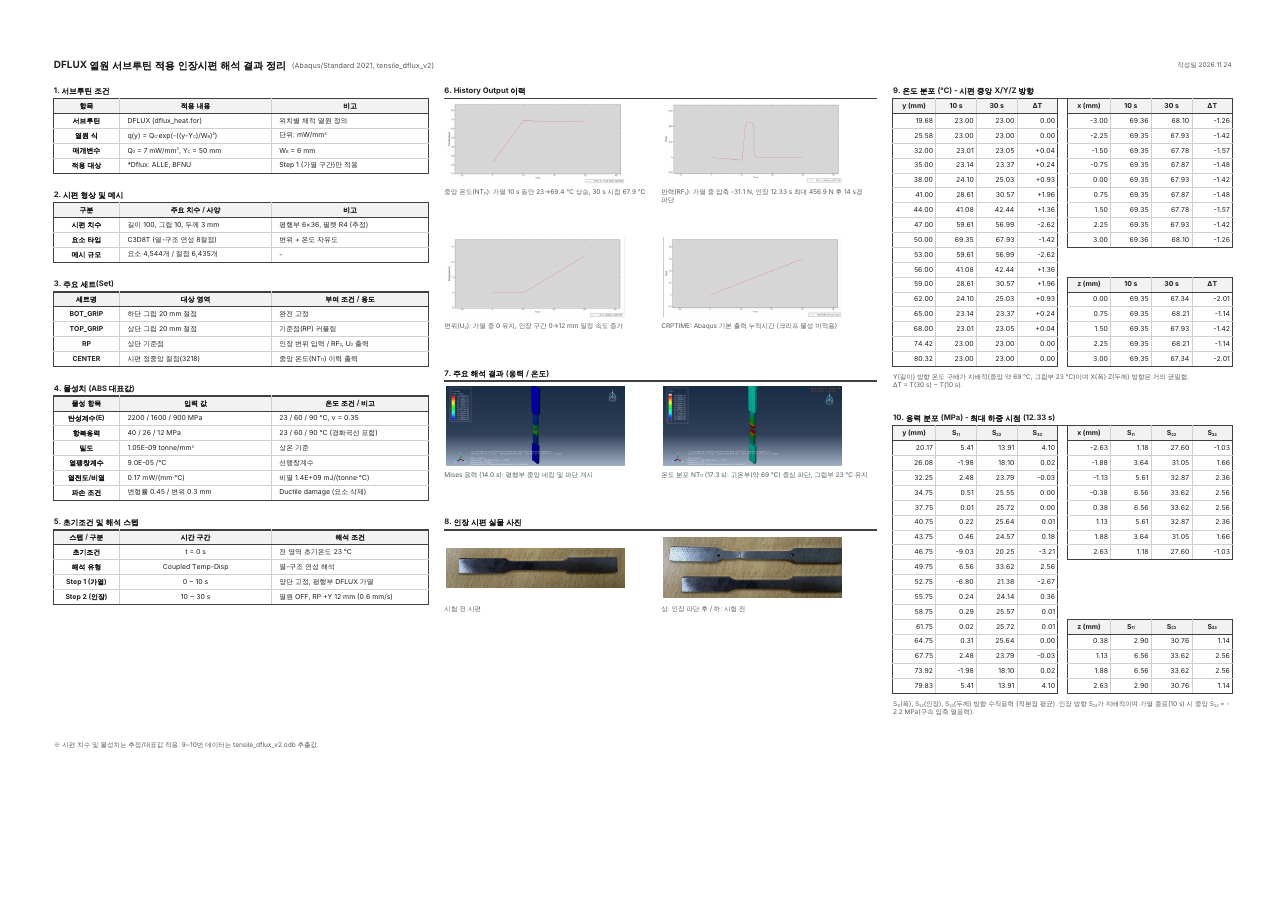 DFLUX 열원 서브루틴 적용 인장시편 해석 결과 정리 (Abaqus/Standard 2021, tensile_dflux_v2)
작성일 2026.11.24
1. 서브루틴 조건
항목 적용 내용 비고
서브루틴 DFLUX (dflux_heat.for) 위치별 체적 열원 정의
열원 식 q(y) = Q₀·exp(-((y-Y꜀)/W₀)²) 단위: mW/mm³
매개변수 Q₀ = 7 mW/mm³, Y꜀ = 50 mm W₀ = 6 mm
적용 대상 *Dflux: ALLE, BFNU Step 1 (가열 구간)만 적용
2. 시편 형상 및 메시
구분 주요 치수 / 사양 비고
시편 치수 길이 100, 그립 10, 두께 3 mm 평행부 6×36, 필렛 R4 (추정)
요소 타입 C3D8T (열-구조 연성 8절점) 변위 + 온도 자유도
메시 규모 요소 4,544개 / 절점 6,435개 -
3. 주요 세트(Set)
세트명 대상 영역 부여 조건 / 용도
BOT_GRIP 하단 그립 20 mm 절점 완전 고정
TOP_GRIP 상단 그립 20 mm 절점 기준점(RP) 커플링
RP 상단 기준점 인장 변위 입력 / RF₂, U₂ 출력
CENTER 시편 정중앙 절점(3218) 중앙 온도(NT₁₁) 이력 출력
4. 물성치 (ABS 대표값)
물성 항목 입력 값 온도 조건 / 비고
탄성계수(E) 2200 / 1600 / 900 MPa 23 / 60 / 90 °C, ν = 0.35
항복응력 40 / 26 / 12 MPa 23 / 60 / 90 °C (경화곡선 포함)
밀도 1.05E-09 tonne/mm³ 상온 기준
열팽창계수 9.0E-05 /°C 선팽창계수
열전도/비열 0.17 mW/(mm·°C) 비열 1.4E+09 mJ/(tonne·°C)
파손 조건 변형률 0.45 / 변위 0.3 mm Ductile damage (요소 삭제)
5. 초기조건 및 해석 스텝
스텝 / 구분 시간 구간 해석 조건
초기조건 t = 0 s 전 영역 초기온도 23 °C
해석 유형 Coupled Temp-Disp 열-구조 연성 해석
Step 1 (가열) 0 ~ 10 s 양단 고정, 평행부 DFLUX 가열
Step 2 (인장) 10 ~ 30 s 열원 OFF, RP +Y 12 mm (0.6 mm/s)
※ 시편 치수 및 물성치는 추정/대표값 적용. 9~10번 데이터는 tensile_dflux_v2.odb 추출값.
6. History Output 이력
중앙 온도(NT₁₁): 가열 10 s 동안 23→69.4 °C 상승, 30 s 시점 67.9 °C
반력(RF₂): 가열 중 압축 -31.1 N, 인장 12.33 s 최대 456.9 N 후 14 s경
파단
변위(U₂): 가열 중 0 유지, 인장 구간 0→12 mm 일정 속도 증가
CRPTIME: Abaqus 기본 출력 누적시간 (크리프 물성 미적용)
7. 주요 해석 결과 (응력 / 온도)
Mises 응력 (14.0 s): 평행부 중앙 네킹 및 파단 개시
온도 분포 NT₁₁ (17.3 s): 고온부(약 69 °C) 중심 파단, 그립부 23 °C 유지
8. 인장 시편 실물 사진
시험 전 시편
상: 인장 파단 후 / 하: 시험 전
9. 온도 분포 (°C) - 시편 중앙 X/Y/Z 방향
y (mm) 10 s 30 s ΔT
19.68 23.00 23.00 0.00
25.58 23.00 23.00 0.00
32.00 23.01 23.05 +0.04
35.00 23.14 23.37 +0.24
38.00 24.10 25.03 +0.93
41.00 28.61 30.57 +1.96
44.00 41.08 42.44 +1.36
47.00 59.61 56.99 -2.62
50.00 69.35 67.93 -1.42
53.00 59.61 56.99 -2.62
56.00 41.08 42.44 +1.36
59.00 28.61 30.57 +1.96
62.00 24.10 25.03 +0.93
65.00 23.14 23.37 +0.24
68.00 23.01 23.05 +0.04
74.42 23.00 23.00 0.00
80.32 23.00 23.00 0.00
x (mm) 10 s 30 s ΔT
-3.00 69.36 68.10 -1.26
-2.25 69.35 67.93 -1.42
-1.50 69.35 67.78 -1.57
-0.75 69.35 67.87 -1.48
0.00 69.35 67.93 -1.42
0.75 69.35 67.87 -1.48
1.50 69.35 67.78 -1.57
2.25 69.35 67.93 -1.42
3.00 69.36 68.10 -1.26
z (mm) 10 s 30 s ΔT
0.00 69.35 67.34 -2.01
0.75 69.35 68.21 -1.14
1.50 69.35 67.93 -1.42
2.25 69.35 68.21 -1.14
3.00 69.35 67.34 -2.01
Y(길이) 방향 온도 구배가 지배적(중앙 약 69 °C, 그립부 23 °C)이며 X(폭)·Z(두께) 방향은 거의 균일함.
ΔT = T(30 s) − T(10 s).
10. 응력 분포 (MPa) - 최대 하중 시점 (12.33 s)
y (mm) S₁₁ S₂₂ S₃₃
20.17 5.41 13.91 4.10
26.08 -1.98 18.10 0.02
32.25 2.48 23.79 -0.03
34.75 0.51 25.55 0.00
37.75 0.01 25.72 0.00
40.75 0.22 25.64 0.01
43.75 0.46 24.57 0.18
46.75 -9.03 20.25 -3.21
49.75 6.56 33.62 2.56
52.75 -6.80 21.38 -2.67
55.75 0.24 24.14 0.36
58.75 0.29 25.57 0.01
61.75 0.02 25.72 0.01
64.75 0.31 25.64 0.00
67.75 2.48 23.79 -0.03
73.92 -1.98 18.10 0.02
79.83 5.41 13.91 4.10
x (mm) S₁₁ S₂₂ S₃₃
-2.63 1.18 27.60 -1.03
-1.88 3.64 31.05 1.66
-1.13 5.61 32.87 2.36
-0.38 6.56 33.62 2.56
0.38 6.56 33.62 2.56
1.13 5.61 32.87 2.36
1.88 3.64 31.05 1.66
2.63 1.18 27.60 -1.03
z (mm) S₁₁ S₂₂ S₃₃
0.38 2.90 30.76 1.14
1.13 6.56 33.62 2.56
1.88 6.56 33.62 2.56
2.63 2.90 30.76 1.14
S₁₁(폭), S₂₂(인장), S₃₃(두께) 방향 수직응력 (적분점 평균). 인장 방향 S₂₂가 지배적이며 가열 종료(10 s) 시 중앙 S₂₂ = -
2.2 MPa(구속 압축 열응력).